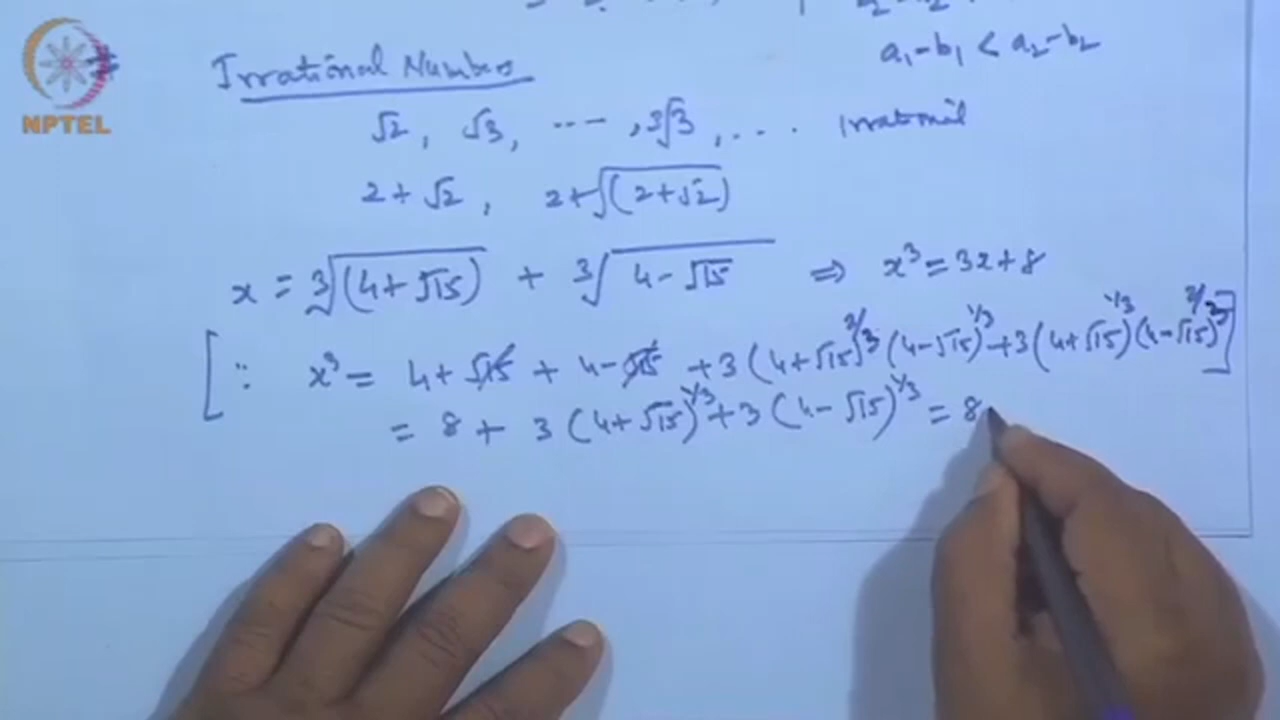 a₁-b₁ < a₂-b₂
NPTEL
Irrational Numbers
√2, √3, ---, ∛3, ... Irrational
2+√2, 2+√(2+√2)
x = ∛(4+√15) + ∛4-√15 ⇒ x³ = 3x+8
[∵ x³ = 4+√15 + 4-√15 +3(4+√15)^2/3 (4-√15)^1/3 +3(4+√15)^1/3 (4-√15)^2/3]
= 8 + 3(4+√15)^1/3 +3(4-√15)^1/3 = 8